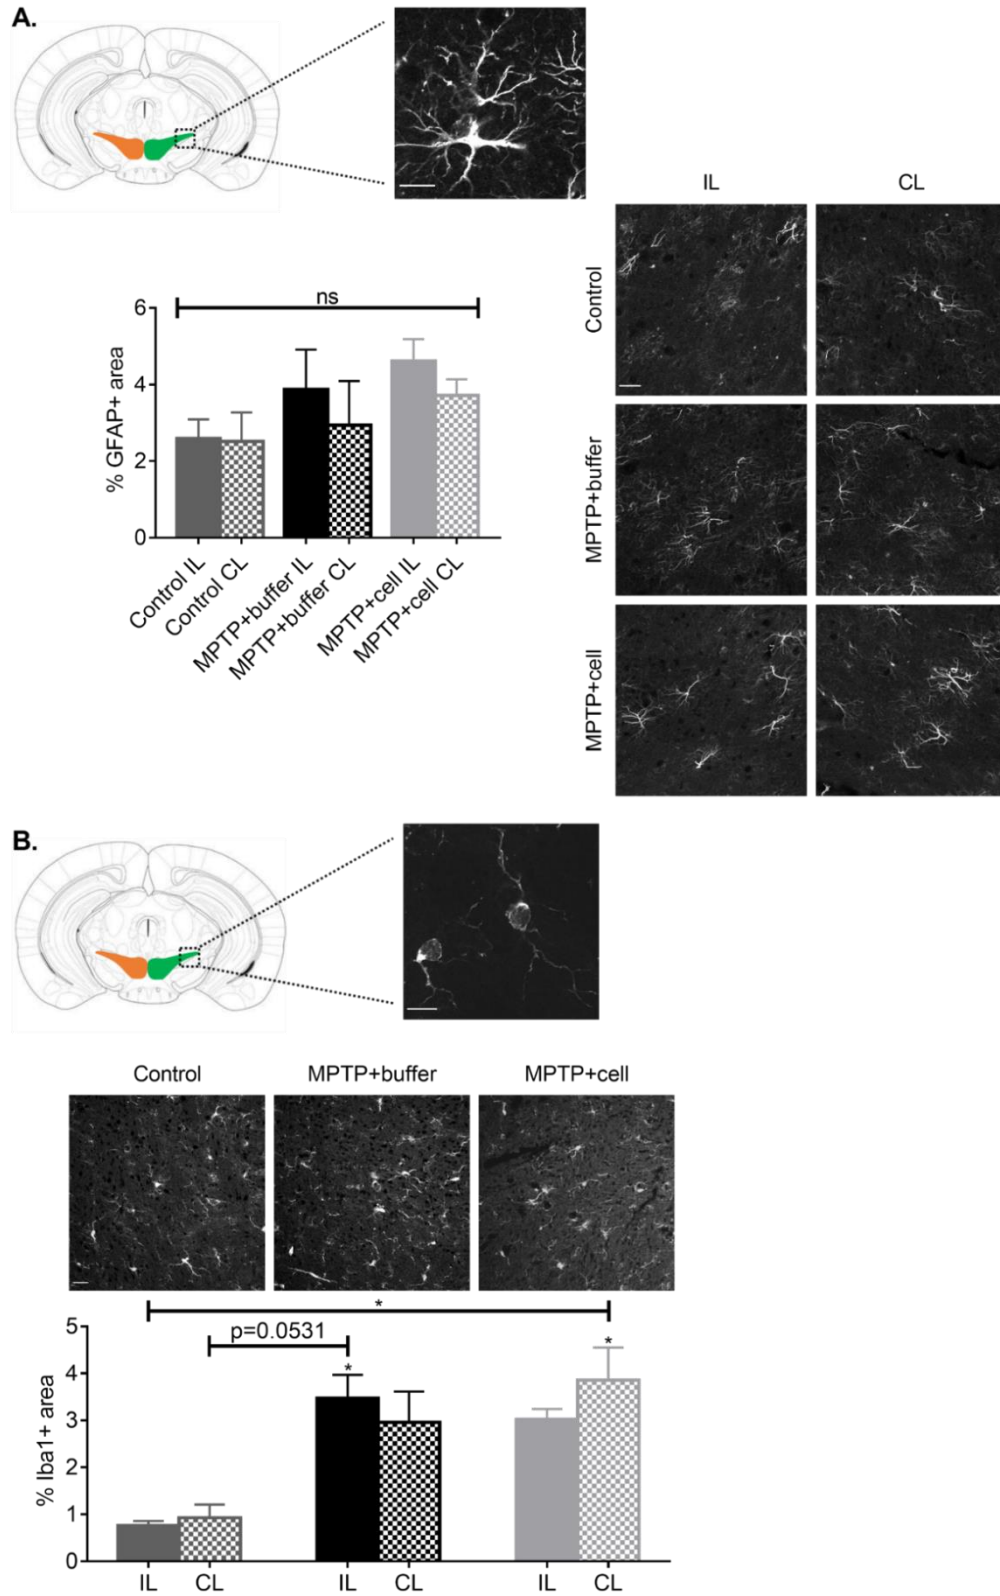 A.
IL
CL
Control
MPTP+buffer
MPTP+cell
ns
% GFAP+ area
6
4
2
0
Control IL
Control CL
MPTP+buffer IL
MPTP+buffer CL
MPTP+cell IL
MPTP+cell CL
B.
Control
MPTP+buffer
MPTP+cell
*
p=0.0531
*
*
% Iba1+ area
5
4
3
2
1
0
IL
CL
IL
CL
IL
CL